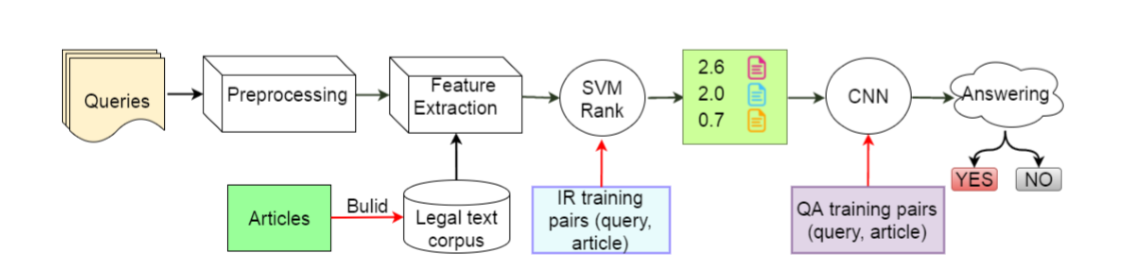 Queries
Preprocessing
Feature
Extraction
SVM
Rank
2.6
2.0
0.7
CNN
Answering
YES
NO
Articles
Bulid
Legal text
corpus
IR training
pairs (query,
article)
QA training pairs
(query, article)